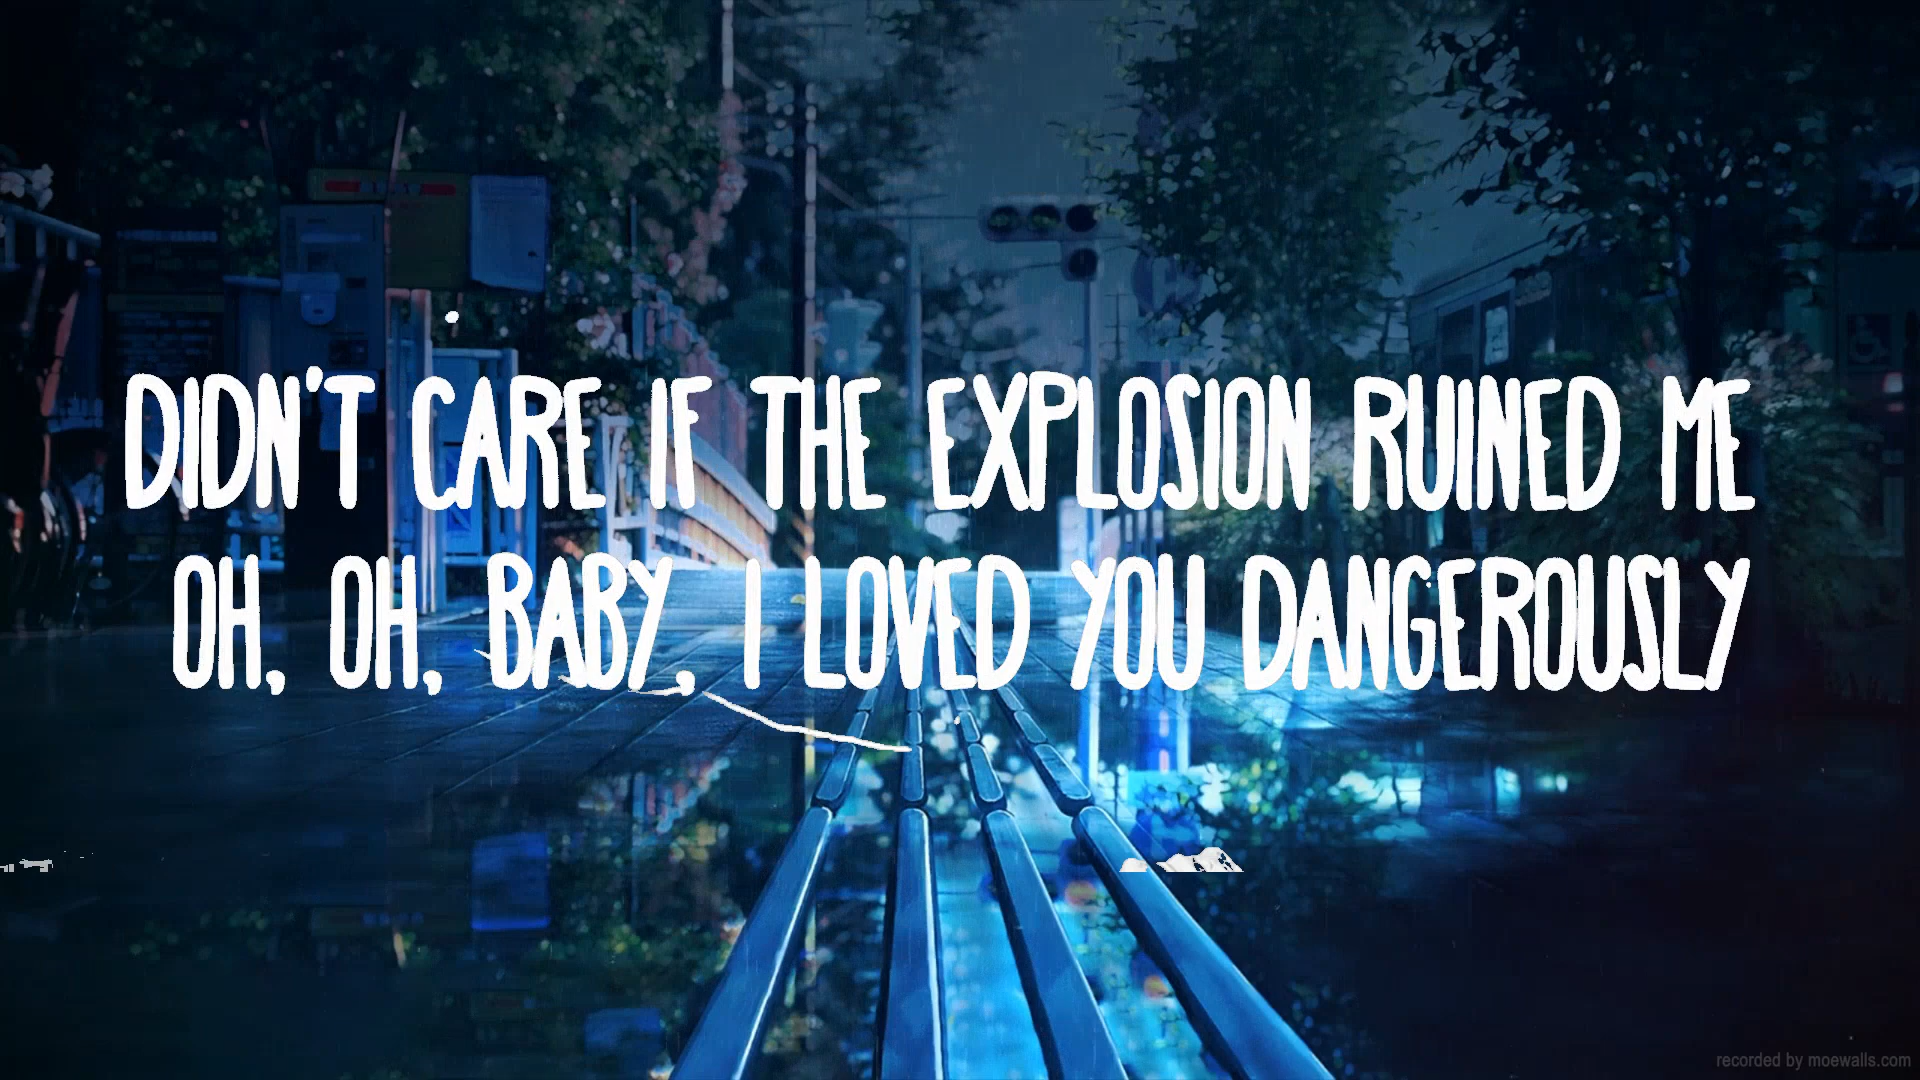 DIDN'T CARE IF THE EXPLOSION RUINED ME
OH, OH, BABY, I LOVED YOU DANGEROUSLY
recorded by moewalls.com